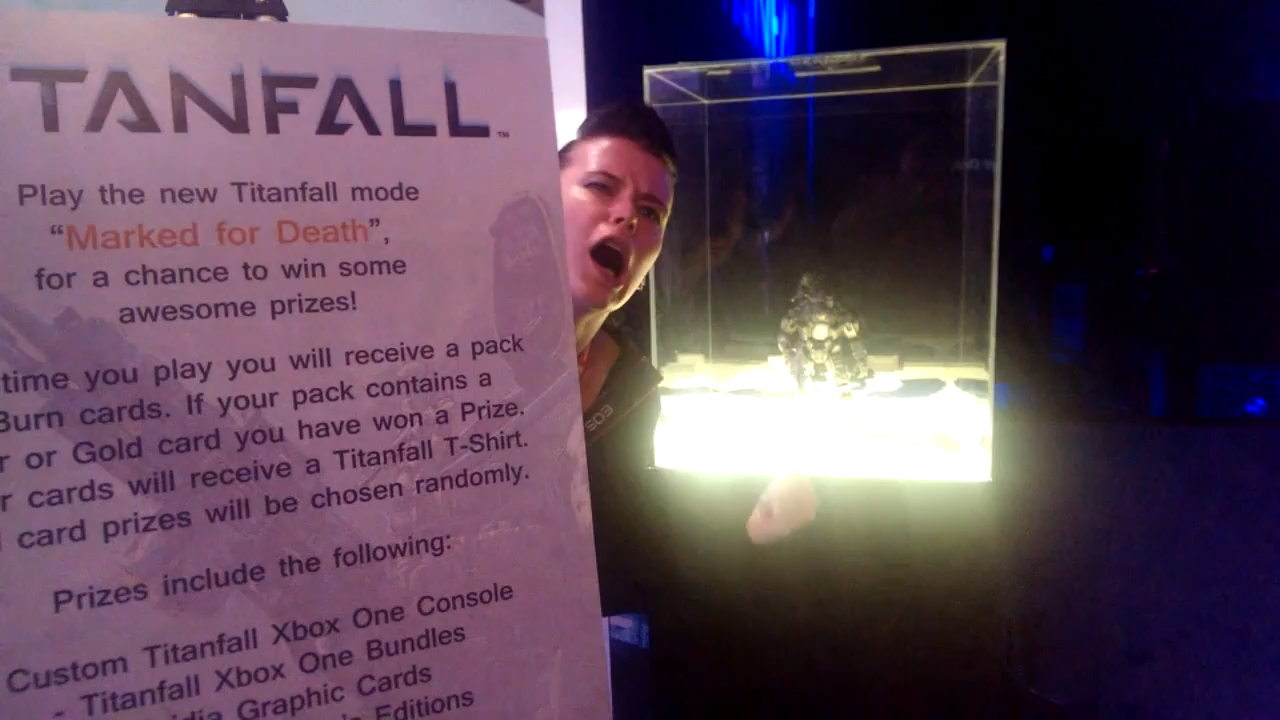 TANFALL™
Play the new Titanfall mode
“Marked for Death”,
for a chance to win some
awesome prizes!
time you play you will receive a pack
Burn cards. If your pack contains a
r or Gold card you have won a Prize.
r cards will receive a Titanfall T-Shirt.
card prizes will be chosen randomly.
Prizes include the following:
Custom Titanfall Xbox One Console
- Titanfall Xbox One Bundles
dia Graphic Cards
's Editions